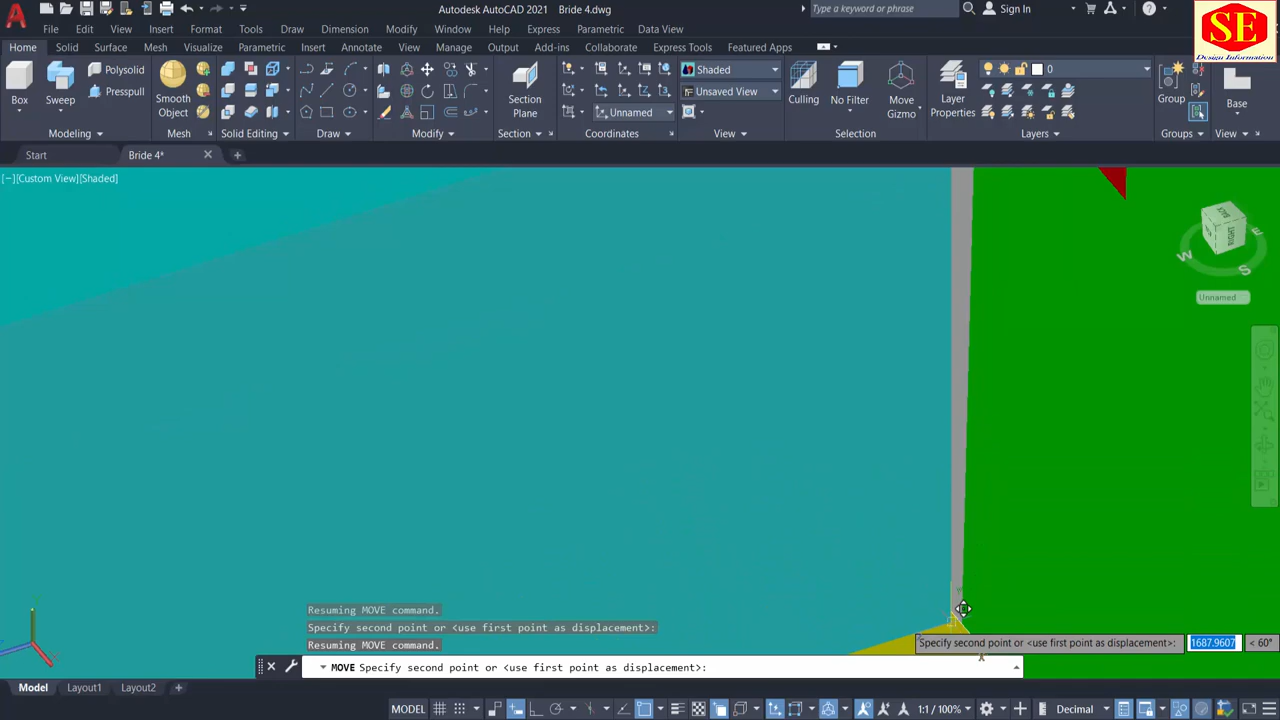 Autodesk AutoCAD 2021 Bride 4.dwg
Type a keyword or phrase
Sign In
SE
Design Information
File Edit View Insert Format Tools Draw Dimension Modify Window Help Express Parametric Data View
Home Solid Surface Mesh Visualize Parametric Insert Annotate View Manage Output Add-ins Collaborate Express Tools Featured Apps
Polysolid
Presspull
Box
Sweep
Smooth
Object
Shaded
Unsaved View
Unnamed
Section
Plane
Culling
No Filter
Move
Gizmo
Layer
Properties
0
Group
Base
Modeling
Mesh
Solid Editing
Draw
Modify
Section
Coordinates
View
Selection
Layers
Groups
View
Start
Bride 4*
[−][Custom View][Shaded]
BACK
RIGHT
W
E
S
Unnamed
Resuming MOVE command.
Specify second point or <use first point as displacement>:
Resuming MOVE command.
Specify second point or <use first point as displacement>: 1687.9607 < 60°
MOVE Specify second point or <use first point as displacement>:
Model Layout1 Layout2 +
MODEL
1:1 / 100%
Decimal